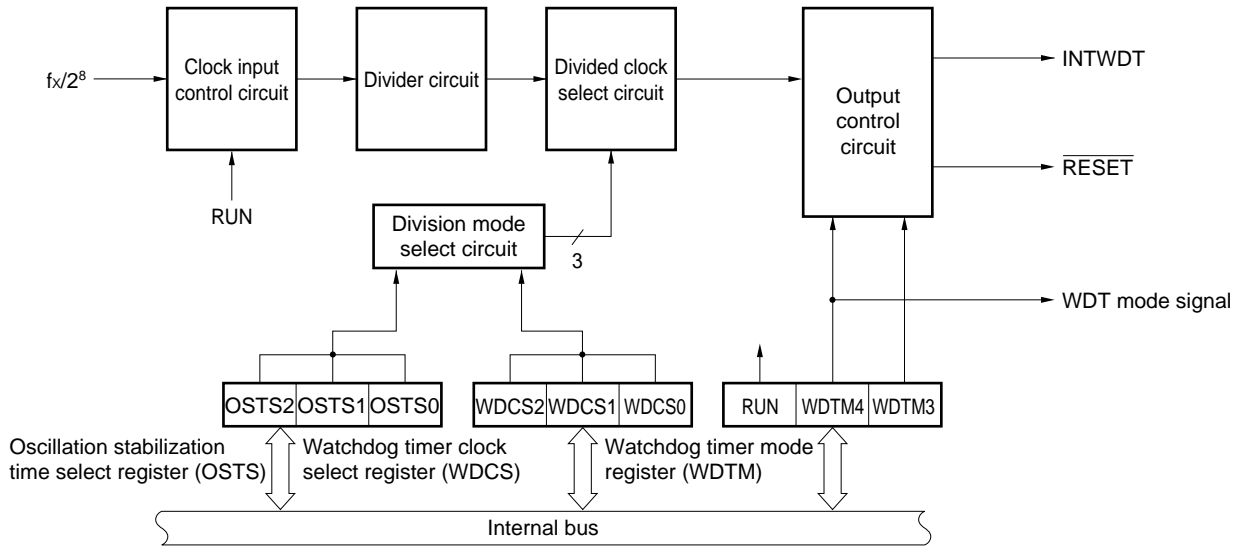 fX/2⁸
Clock input
control circuit
Divider circuit
Divided clock
select circuit
Output
control
circuit
INTWDT
RESET
RUN
Division mode
select circuit
3
WDT mode signal
OSTS2 OSTS1 OSTS0
WDCS2 WDCS1 WDCS0
RUN WDTM4 WDTM3
Oscillation stabilization
time select register (OSTS)
Watchdog timer clock
select register (WDCS)
Watchdog timer mode
register (WDTM)
Internal bus